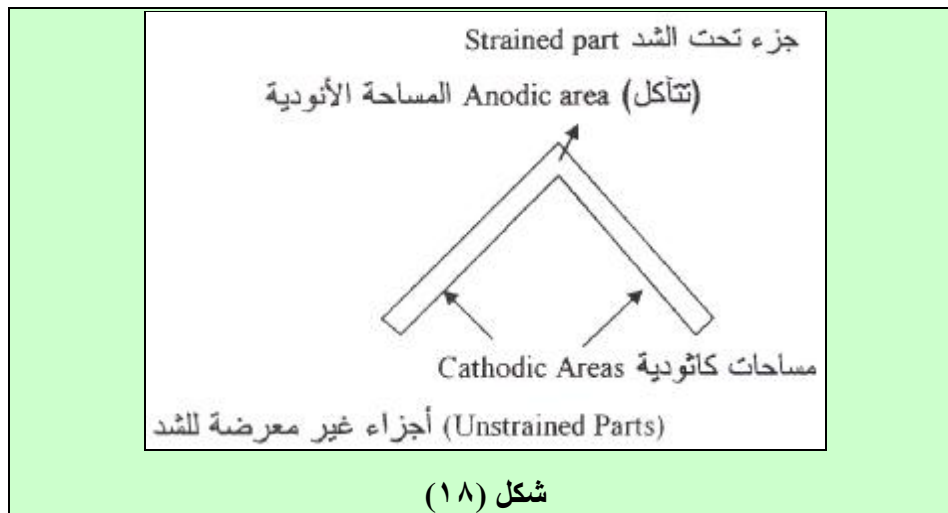 جزء تحت الشد Strained part
(تتآكل) Anodic area المساحة الأنودية
مساحات كاثودية Cathodic Areas
(Unstrained Parts) أجزاء غير معرضة للشد
شكل (١٨)